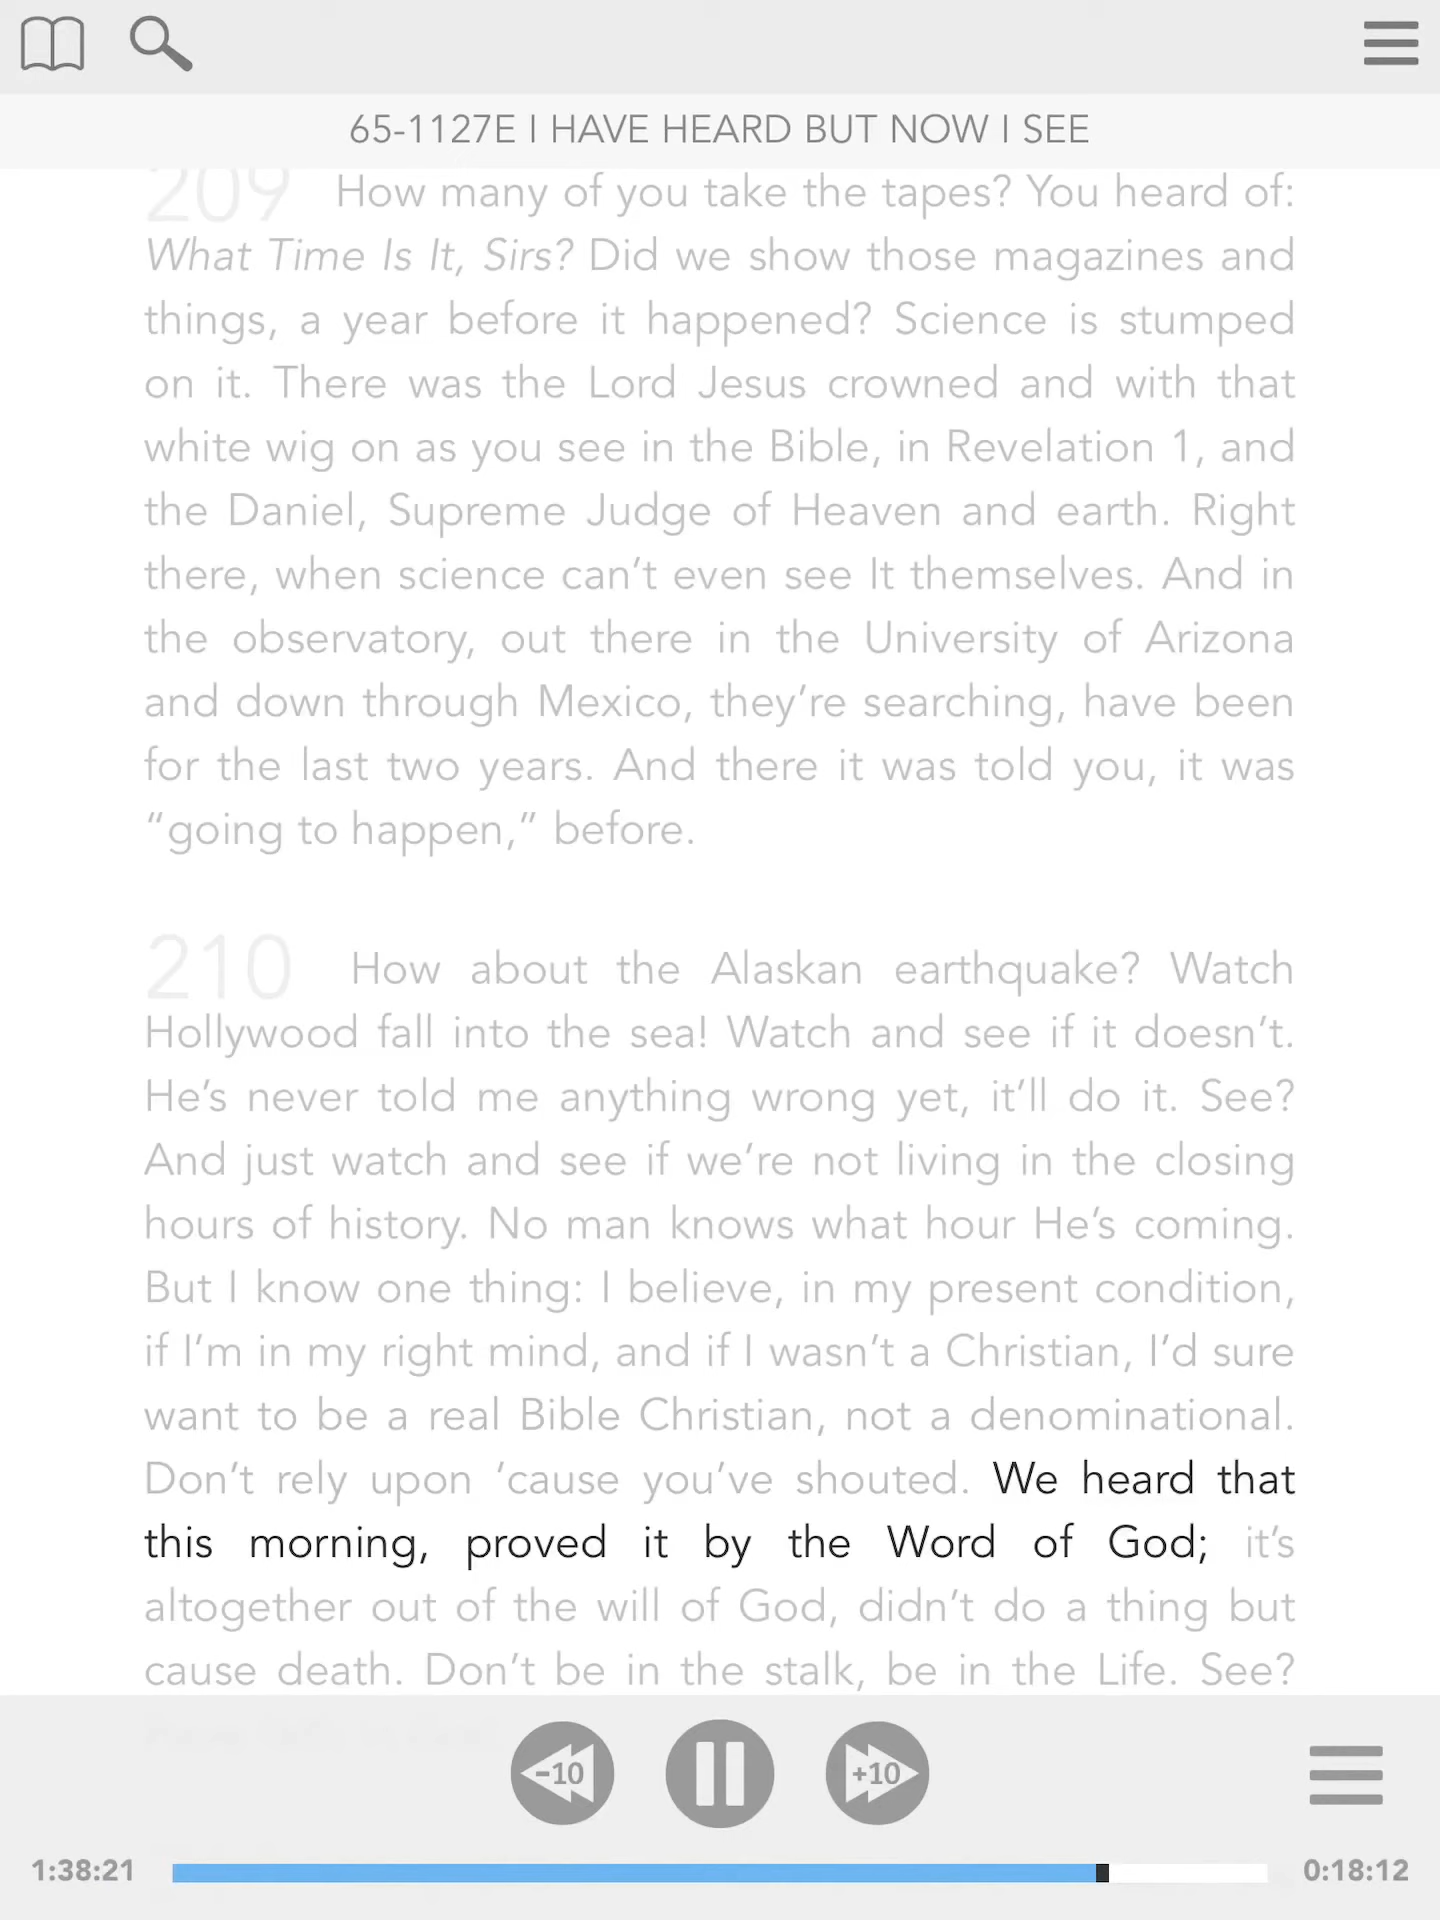 65-1127E I HAVE HEARD BUT NOW I SEE
209 How many of you take the tapes? You heard of:
What Time Is It, Sirs? Did we show those magazines and
things, a year before it happened? Science is stumped
on it. There was the Lord Jesus crowned and with that
white wig on as you see in the Bible, in Revelation 1, and
the Daniel, Supreme Judge of Heaven and earth. Right
there, when science can’t even see It themselves. And in
the observatory, out there in the University of Arizona
and down through Mexico, they’re searching, have been
for the last two years. And there it was told you, it was
“going to happen,” before.
210 How about the Alaskan earthquake? Watch
Hollywood fall into the sea! Watch and see if it doesn’t.
He’s never told me anything wrong yet, it’ll do it. See?
And just watch and see if we’re not living in the closing
hours of history. No man knows what hour He’s coming.
But I know one thing: I believe, in my present condition,
if I’m in my right mind, and if I wasn’t a Christian, I’d sure
want to be a real Bible Christian, not a denominational.
Don’t rely upon ’cause you’ve shouted. We heard that
this morning, proved it by the Word of God; it’s
altogether out of the will of God, didn’t do a thing but
cause death. Don’t be in the stalk, be in the Life. See?
-10 +10
1:38:21 0:18:12